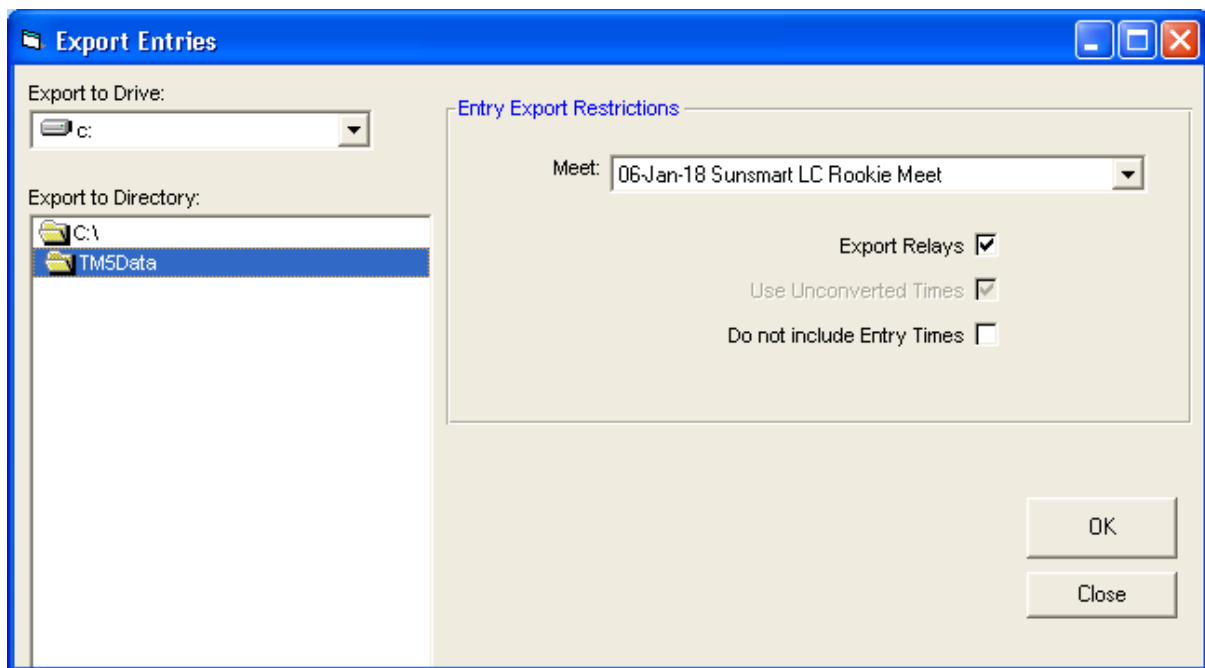 Export Entries
Export to Drive:
c:
Export to Directory:
C:\
TM5Data
Entry Export Restrictions
Meet: 06-Jan-18 Sunsmart LC Rookie Meet
Export Relays
Use Unconverted Times
Do not include Entry Times
OK
Close